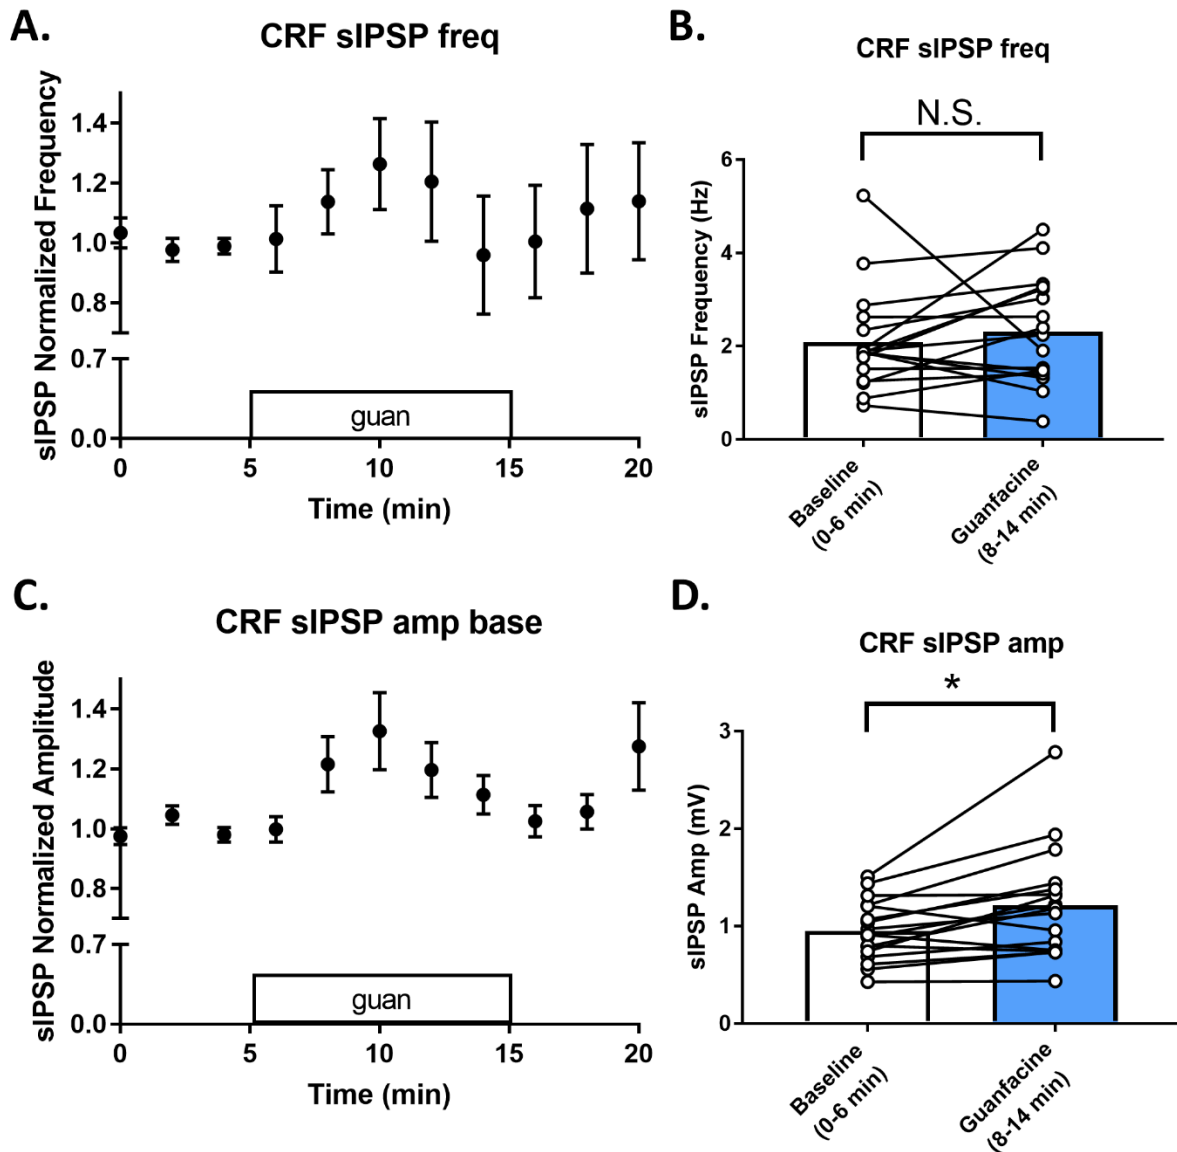 A.
CRF sIPSP freq
sIPSP Normalized Frequency
1.4
1.2
1.0
0.8
0.7
0.0
guan
0
5
10
15
20
Time (min)
B.
CRF sIPSP freq
N.S.
sIPSP Frequency (Hz)
6
4
2
0
Baseline
(0-6 min)
Guanfacine
(8-14 min)
C.
CRF sIPSP amp base
sIPSP Normalized Amplitude
1.4
1.2
1.0
0.8
0.7
0.0
guan
0
5
10
15
20
Time (min)
D.
CRF sIPSP amp
*
sIPSP Amp (mV)
3
2
1
0
Baseline
(0-6 min)
Guanfacine
(8-14 min)